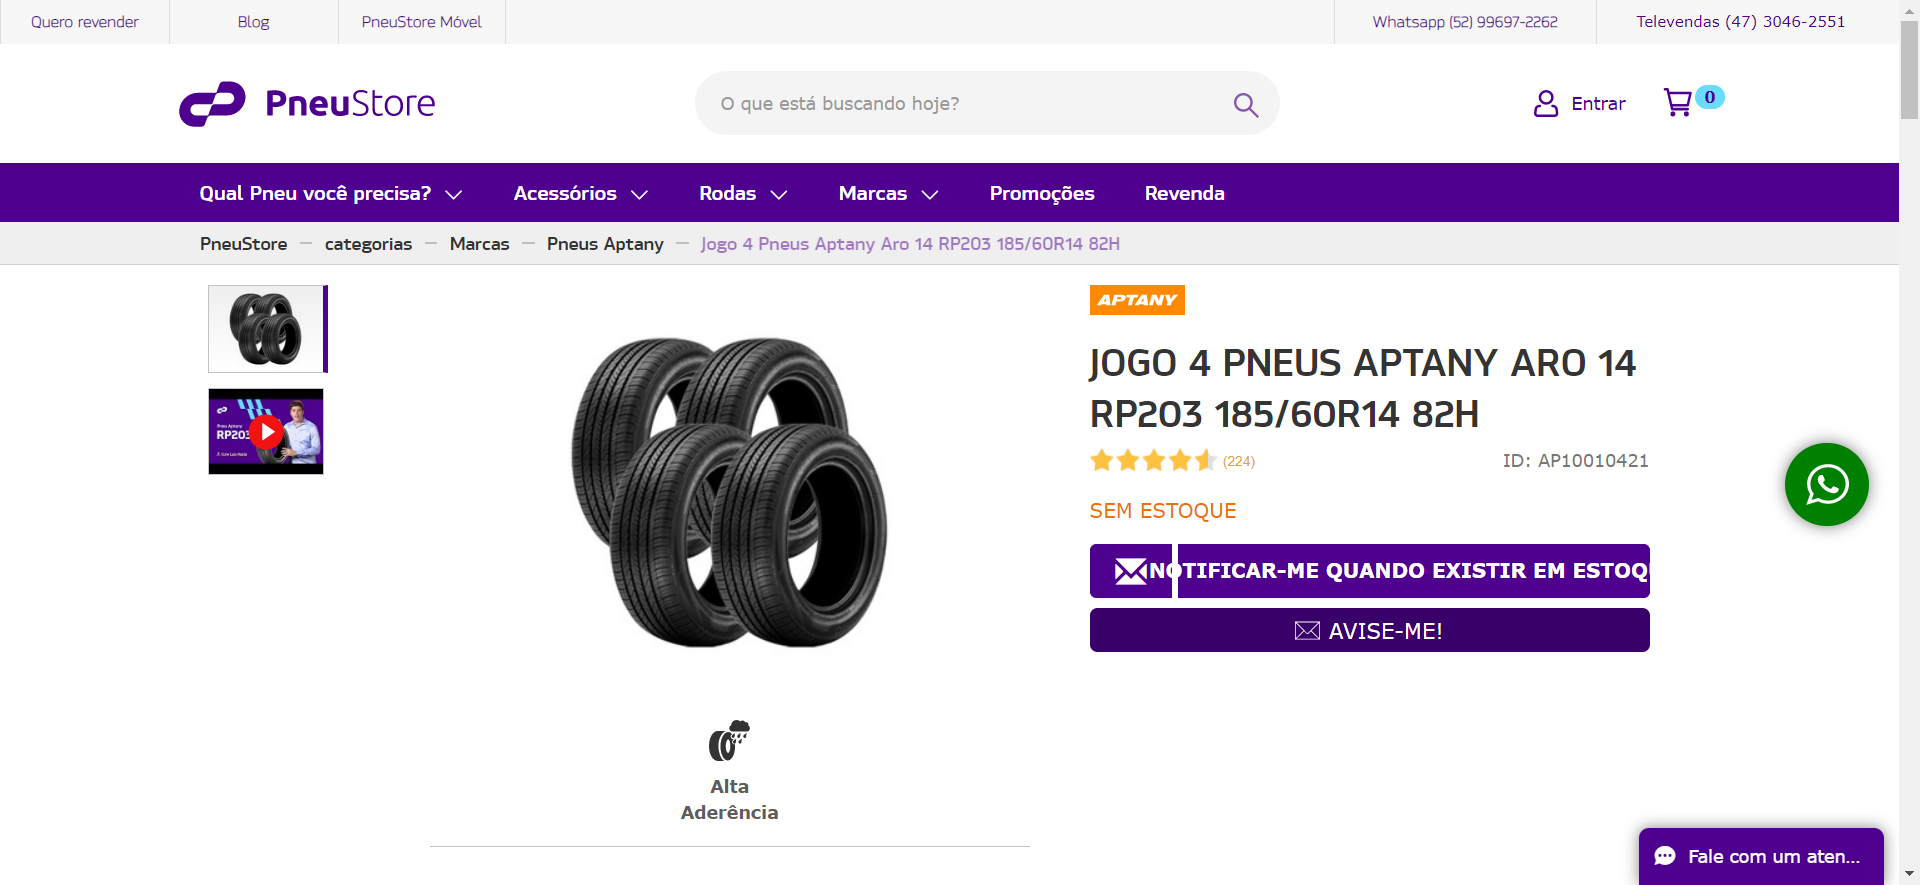 Quero revender
Blog
PneuStore Móvel
Whatsapp (52) 99697-2262
Televendas (47) 3046-2551
PneuStore
O que está buscando hoje?
Entrar
0
Qual Pneu você precisa?
Acessórios
Rodas
Marcas
Promoções
Revenda
PneuStore — categorias — Marcas — Pneus Aptany — Jogo 4 Pneus Aptany Aro 14 RP203 185/60R14 82H
Pneu Aptany
RP203
APTANY
JOGO 4 PNEUS APTANY ARO 14
RP203 185/60R14 82H
(224)
ID: AP10010421
SEM ESTOQUE
NOTIFICAR-ME QUANDO EXISTIR EM ESTOQU
AVISE-ME!
Alta
Aderência
Fale com um aten...